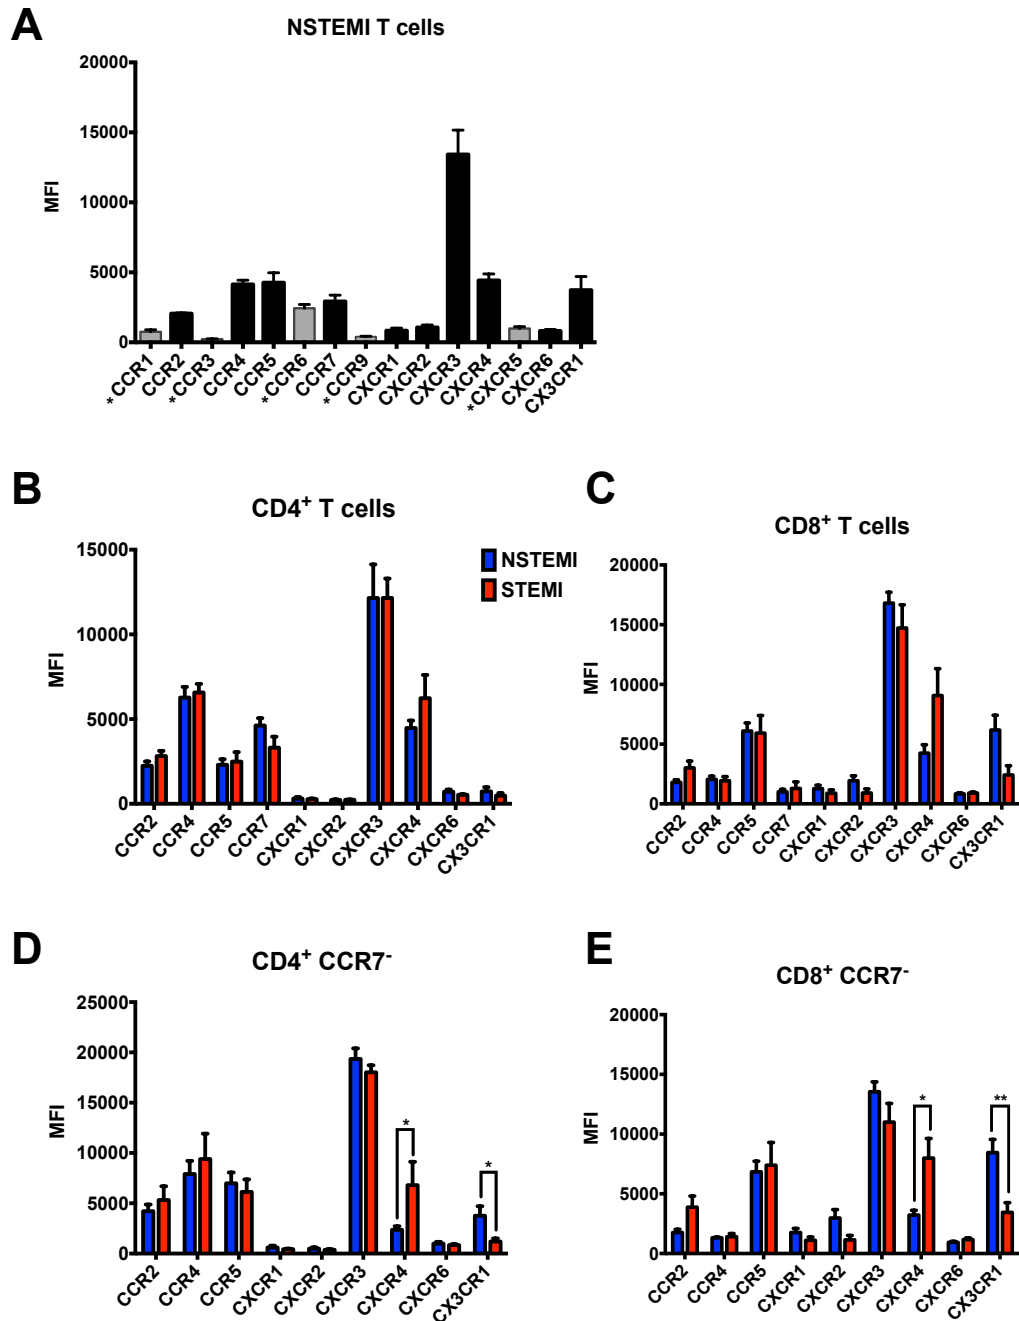 A
NSTEMI T cells
20000
15000
10000
5000
0
MFI
*CCR1
CCR2
*CCR3
CCR4
CCR5
*CCR6
CCR7
*CCR9
CXCR1
CXCR2
CXCR3
CXCR4
*CXCR5
CXCR6
CX3CR1
B
CD4+ T cells
15000
10000
5000
0
MFI
NSTEMI
STEMI
CCR2
CCR4
CCR5
CCR7
CXCR1
CXCR2
CXCR3
CXCR4
CXCR6
CX3CR1
C
CD8+ T cells
20000
15000
10000
5000
0
MFI
CCR2
CCR4
CCR5
CCR7
CXCR1
CXCR2
CXCR3
CXCR4
CXCR6
CX3CR1
D
CD4+ CCR7-
25000
20000
15000
10000
5000
0
MFI
*
*
CCR2
CCR4
CCR5
CXCR1
CXCR2
CXCR3
CXCR4
CXCR6
CX3CR1
E
CD8+ CCR7-
20000
15000
10000
5000
0
MFI
*
**
CCR2
CCR4
CCR5
CXCR1
CXCR2
CXCR3
CXCR4
CXCR6
CX3CR1